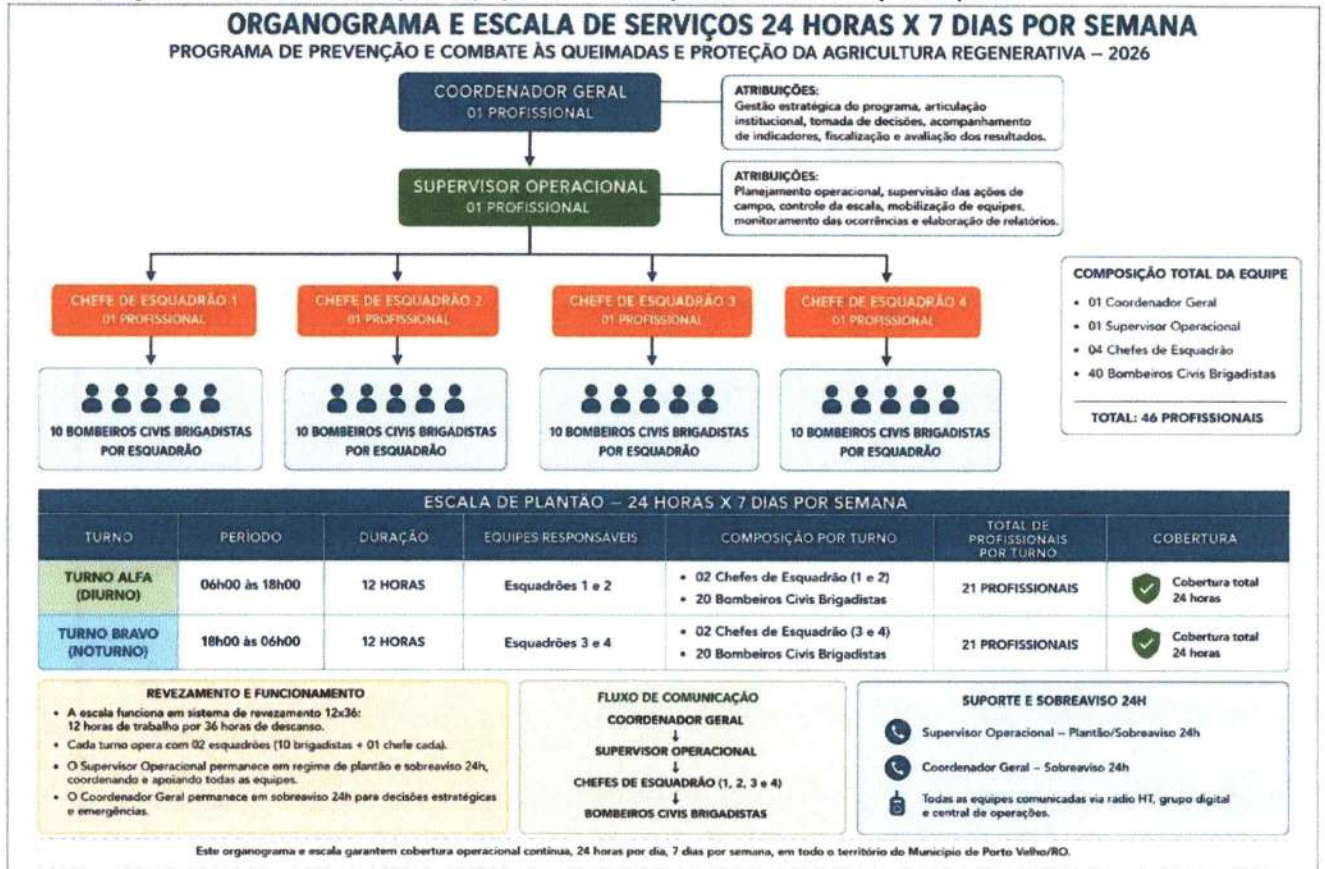 ORGANOGRAMA E ESCALA DE SERVIÇOS 24 HORAS X 7 DIAS POR SEMANA
PROGRAMA DE PREVENÇÃO E COMBATE ÀS QUEIMADAS E PROTEÇÃO DA AGRICULTURA REGENERATIVA – 2026
COORDENADOR GERAL
01 PROFISSIONAL
ATRIBUIÇÕES:
Gestão estratégica do programa, articulação
institucional, tomada de decisões, acompanhamento
de indicadores, fiscalização e avaliação dos resultados.
SUPERVISOR OPERACIONAL
01 PROFISSIONAL
ATRIBUIÇÕES:
Planejamento operacional, supervisão das ações de
campo, controle da escala, mobilização de equipes,
monitoramento das ocorrências e elaboração de relatórios.
CHEFE DE ESQUADRÃO 1
01 PROFISSIONAL
CHEFE DE ESQUADRÃO 2
01 PROFISSIONAL
CHEFE DE ESQUADRÃO 3
01 PROFISSIONAL
CHEFE DE ESQUADRÃO 4
01 PROFISSIONAL
10 BOMBEIROS CIVIS BRIGADISTAS
POR ESQUADRÃO
10 BOMBEIROS CIVIS BRIGADISTAS
POR ESQUADRÃO
10 BOMBEIROS CIVIS BRIGADISTAS
POR ESQUADRÃO
10 BOMBEIROS CIVIS BRIGADISTAS
POR ESQUADRÃO
COMPOSIÇÃO TOTAL DA EQUIPE
• 01 Coordenador Geral
• 01 Supervisor Operacional
• 04 Chefes de Esquadrão
• 40 Bombeiros Civis Brigadistas
TOTAL: 46 PROFISSIONAIS
ESCALA DE PLANTÃO – 24 HORAS X 7 DIAS POR SEMANA
TURNO PERÍODO DURAÇÃO EQUIPES RESPONSÁVEIS COMPOSIÇÃO POR TURNO TOTAL DE PROFISSIONAIS POR TURNO COBERTURA
TURNO ALFA
(DIURNO)
06h00 às 18h00
12 HORAS
Esquadrões 1 e 2
• 02 Chefes de Esquadrão (1 e 2)
• 20 Bombeiros Civis Brigadistas
21 PROFISSIONAIS
Cobertura total
24 horas
TURNO BRAVO
(NOTURNO)
18h00 às 06h00
12 HORAS
Esquadrões 3 e 4
• 02 Chefes de Esquadrão (3 e 4)
• 20 Bombeiros Civis Brigadistas
21 PROFISSIONAIS
Cobertura total
24 horas
REVEZAMENTO E FUNCIONAMENTO
• A escala funciona em sistema de revezamento 12x36:
12 horas de trabalho por 36 horas de descanso.
• Cada turno opera com 02 esquadrões (10 brigadistas + 01 chefe cada).
• O Supervisor Operacional permanece em regime de plantão e sobreaviso 24h,
coordenando e apoiando todas as equipes.
• O Coordenador Geral permanece em sobreaviso 24h para decisões estratégicas
e emergências.
FLUXO DE COMUNICAÇÃO
COORDENADOR GERAL
↓
SUPERVISOR OPERACIONAL
↓
CHEFES DE ESQUADRÃO (1, 2, 3 e 4)
↓
BOMBEIROS CIVIS BRIGADISTAS
SUPORTE E SOBREAVISO 24H
Supervisor Operacional – Plantão/Sobreaviso 24h
Coordenador Geral – Sobreaviso 24h
Todas as equipes comunicadas via radio HT, grupo digital
e central de operações.
Este organograma e escala garantem cobertura operacional contínua, 24 horas por dia, 7 dias por semana, em todo o território do Município de Porto Velho/RO.